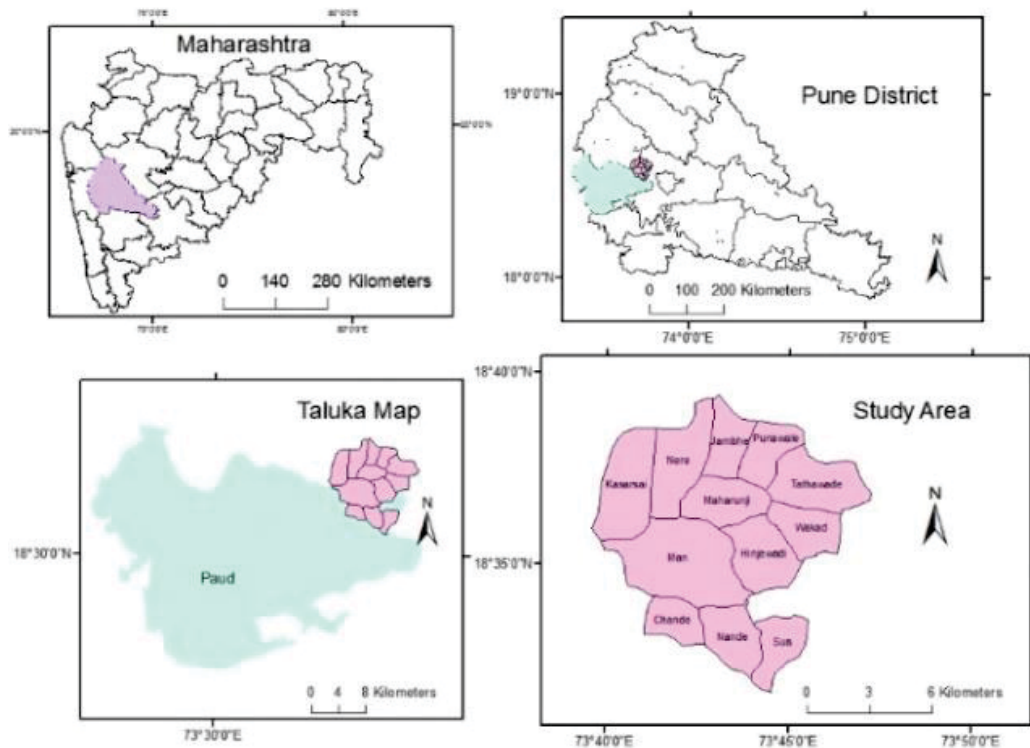 Maharashtra
0 140 280 Kilometers
Pune District
19°0'0"N
18°0'0"N
N
0 100 200 Kilometers
74°0'0"E 75°0'0"E
Taluka Map
N
18°30'0"N
Paud
0 4 8 Kilometers
73°30'0"E
Study Area
18°40'0"N
18°35'0"N
N
Jambhe
Punawale
Nere
Kasarsai
Tathawade
Maharunji
Wakad
Man
Hinjewadi
Chande
Nande
Sus
0 3 6 Kilometers
73°40'0"E 73°45'0"E 73°50'0"E